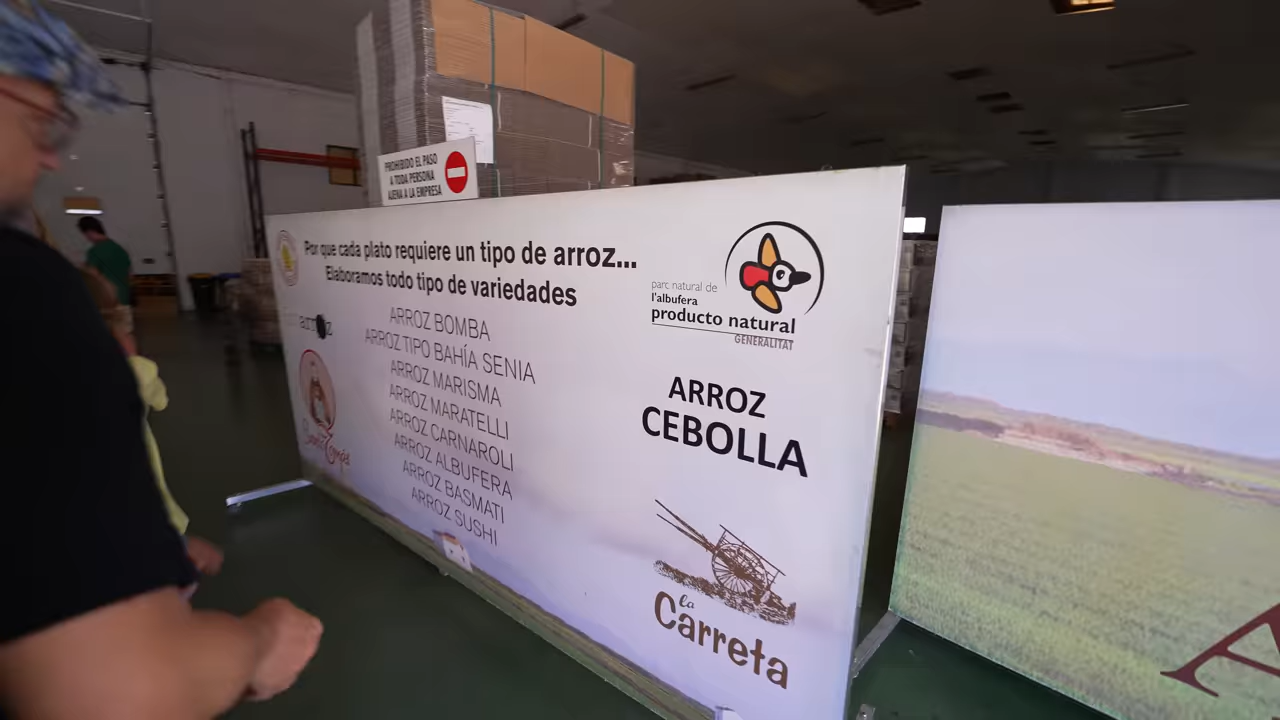 PROHIBIDO EL PASO
A TODA PERSONA
AJENA A LA EMPRESA
Por que cada plato requiere un tipo de arroz...
Elaboramos todo tipo de variedades
ARROZ BOMBA
ARROZ TIPO BAHÍA SENIA
ARROZ MARISMA
ARROZ MARATELLI
ARROZ CARNAROLI
ARROZ ALBUFERA
ARROZ BASMATI
ARROZ SUSHI
Santo Tomás
parc natural de
l'albufera
producto natural
GENERALITAT
ARROZ
CEBOLLA
la
Carreta
A